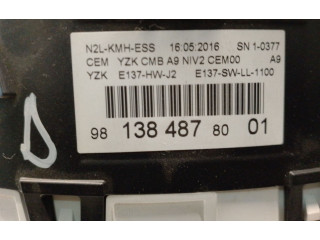 N2L-KMH-ESS 16:05:2016 SN 1-0377
CEM YZK CMB A9 NIV2 CEM00 A9
YZK E137-HW-J2 E137-SW-LL-1100
98 138 487 80 01